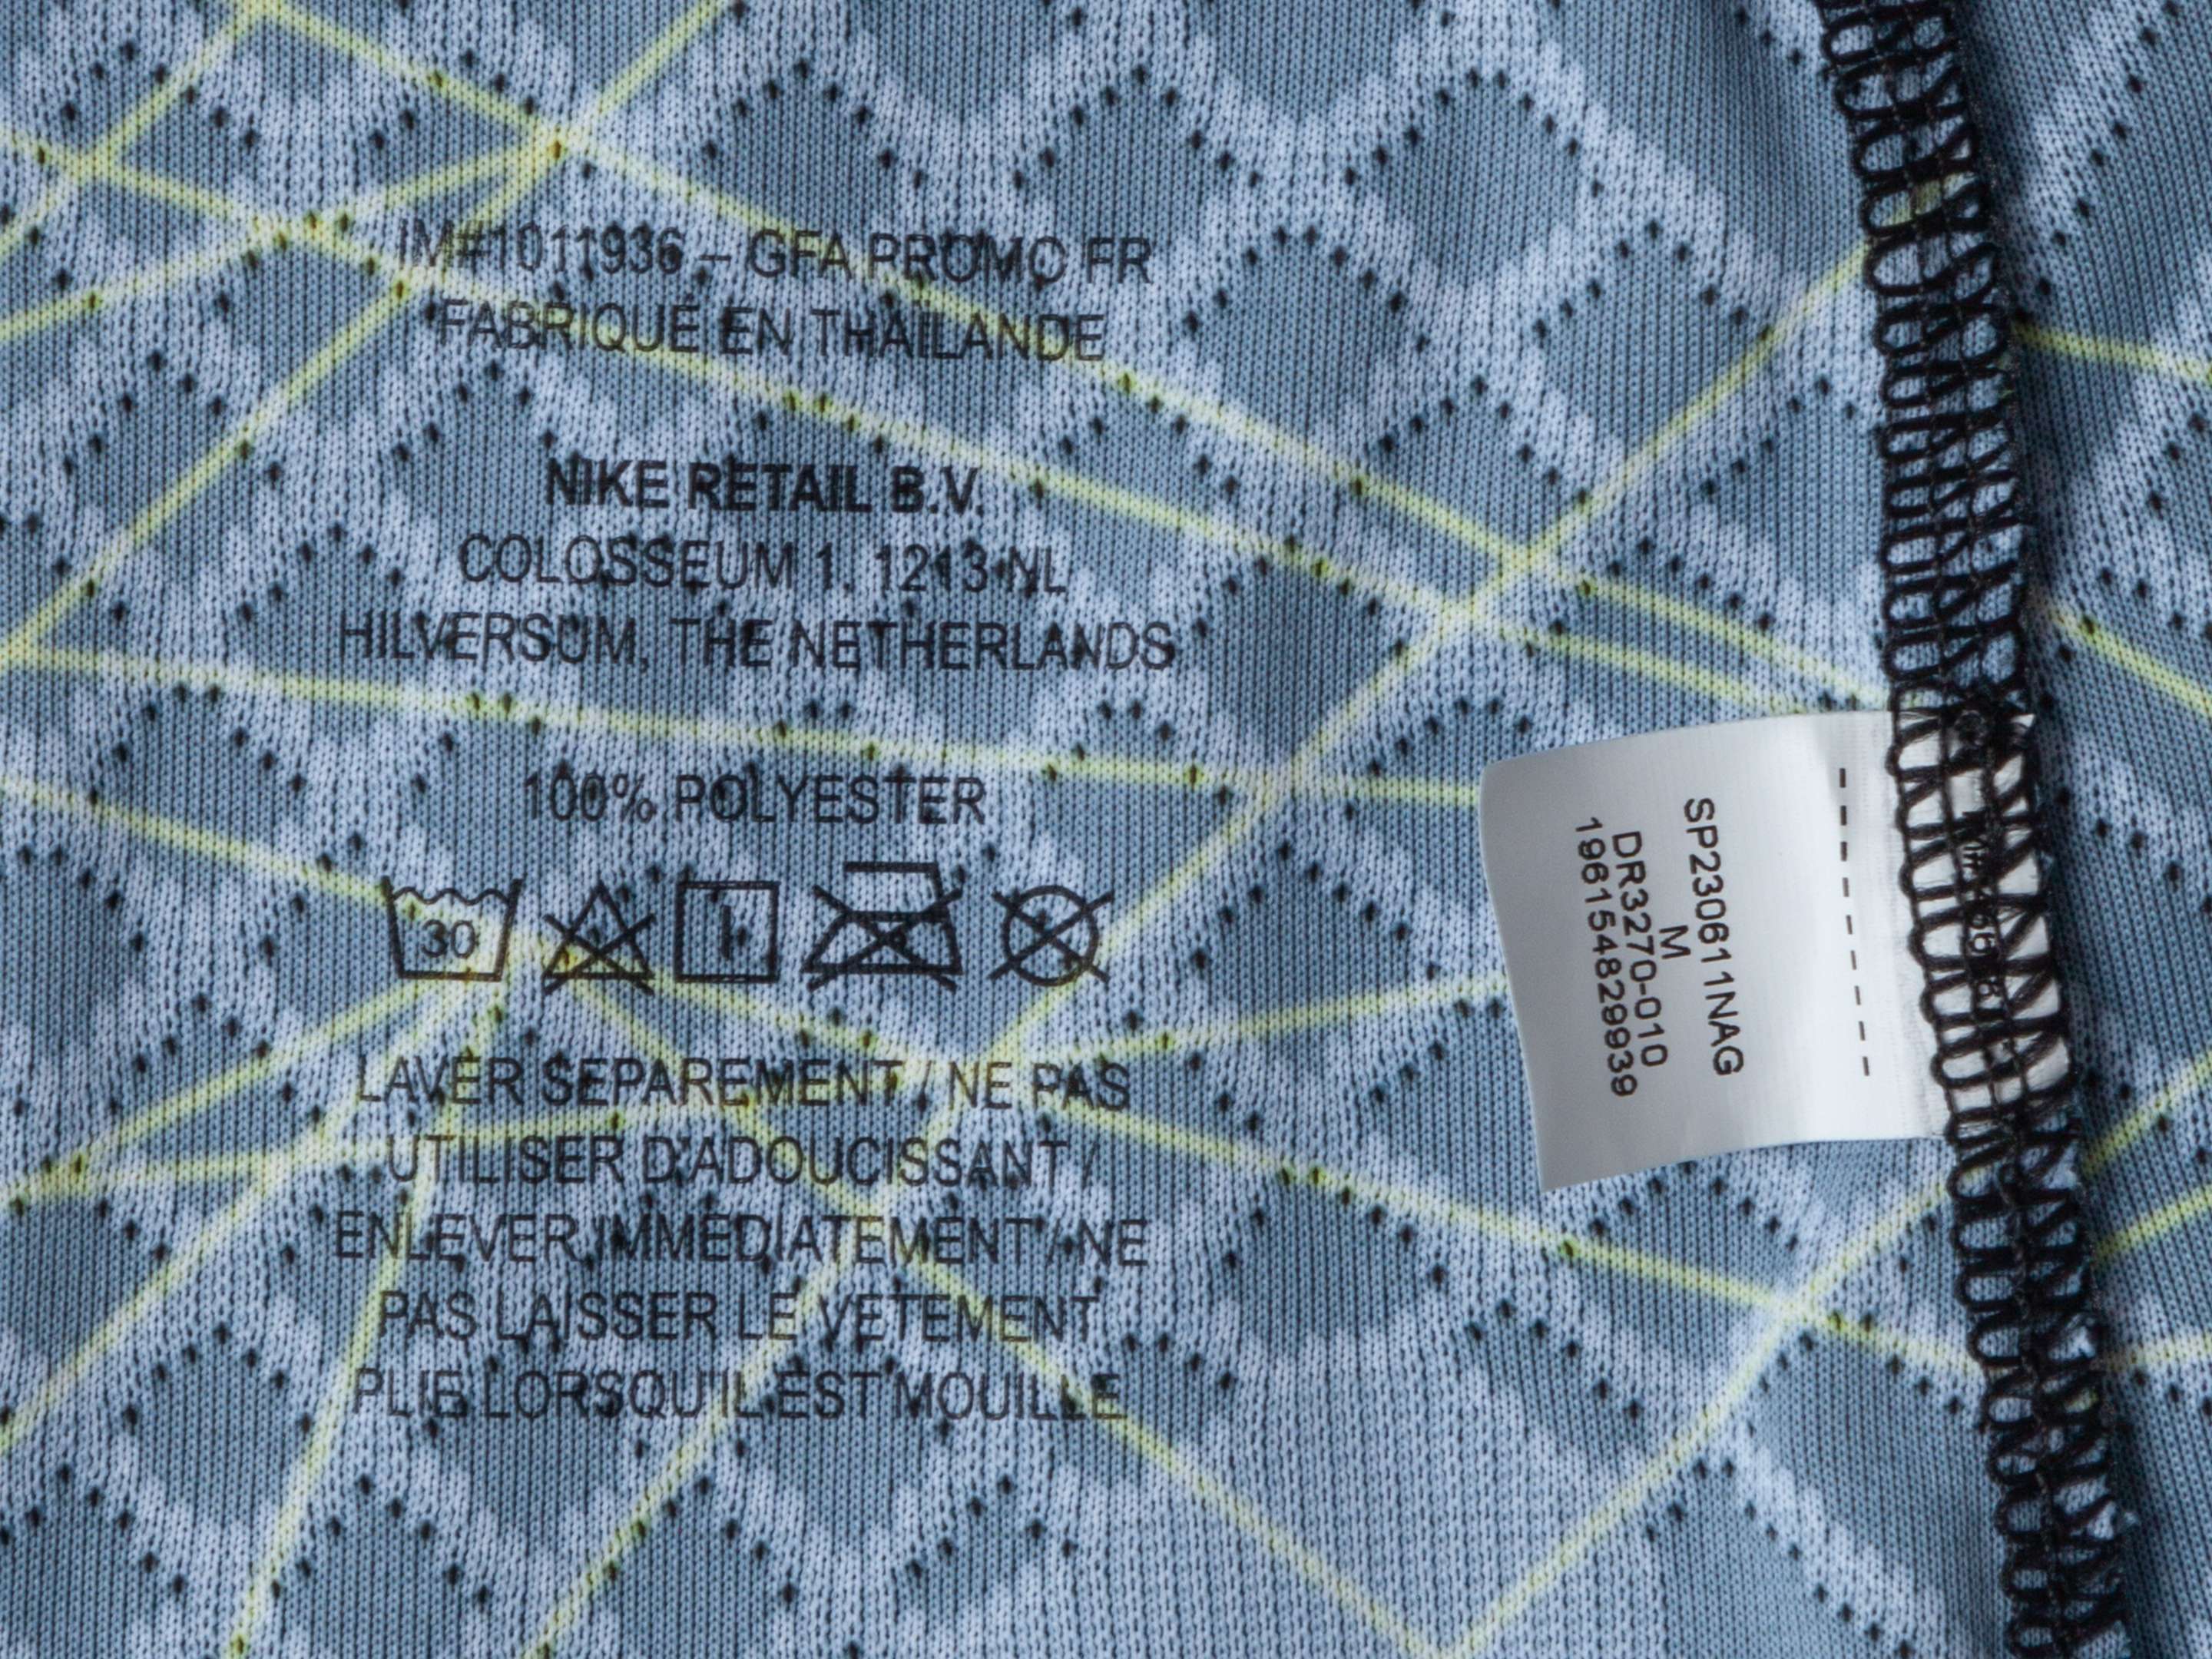 IM#1011936 – GFA PROMO FR
FABRIQUE EN THAILANDE
NIKE RETAIL B.V.
COLOSSEUM 1, 1213 NL
HILVERSUM, THE NETHERLANDS
100% POLYESTER
30
LAVER SEPAREMENT / NE PAS
UTILISER D'ADOUCISSANT /
ENLEVER IMMEDIATEMENT / NE
PAS LAISSER LE VETEMENT
PLIE LORSQU'IL EST MOUILLE
SP230611NAG
M
DR3270-010
196154829939